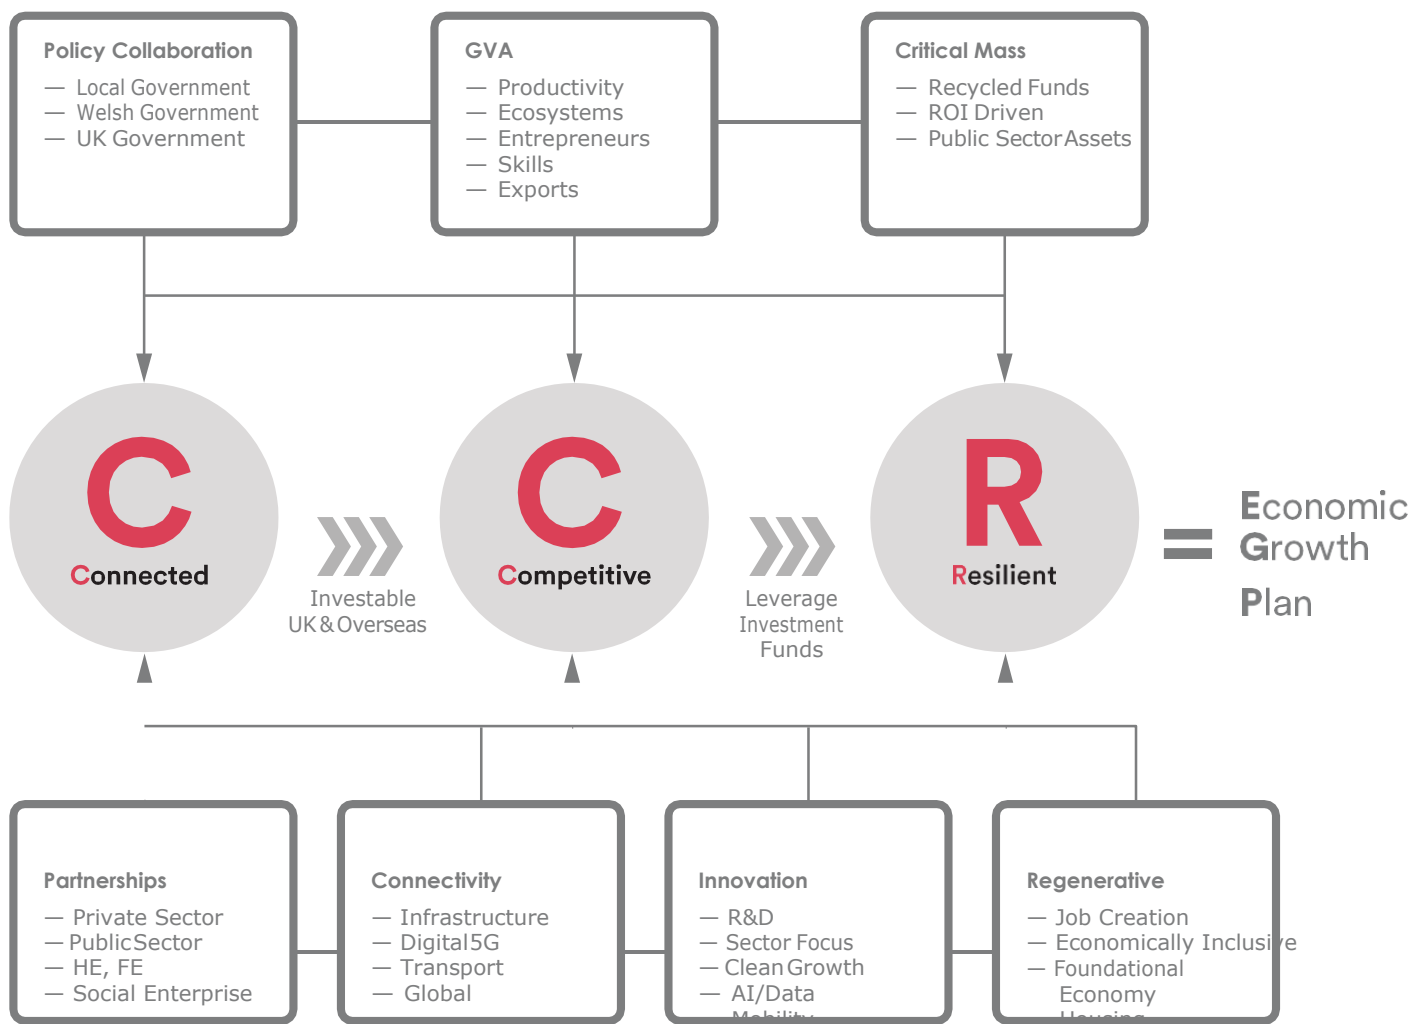 Policy Collaboration
— Local Government
— Welsh Government
— UK Government
GVA
— Productivity
— Ecosystems
— Entrepreneurs
— Skills
— Exports
Critical Mass
— Recycled Funds
— ROI Driven
— Public Sector Assets
C
Connected
Investable
UK & Overseas
C
Competitive
Leverage
Investment
Funds
R
Resilient
=
Economic
Growth
Plan
Partnerships
— Private Sector
— Public Sector
— HE, FE
— Social Enterprise
Connectivity
— Infrastructure
— Digital 5G
— Transport
— Global
Innovation
— R&D
— Sector Focus
— Clean Growth
— AI/Data
Mobility
Regenerative
— Job Creation
— Economically Inclusive
— Foundational
Economy
Housing